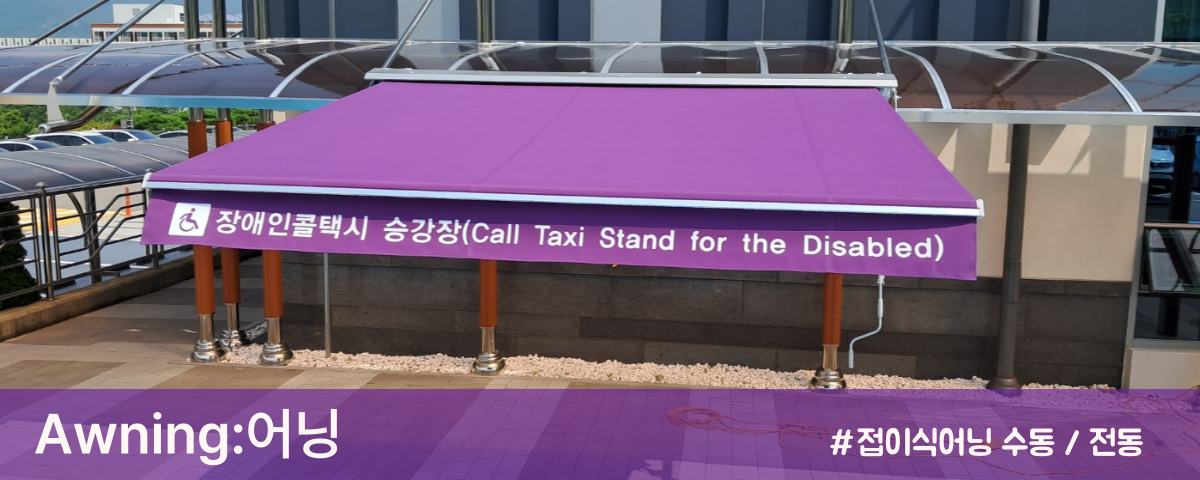 장애인콜택시 승강장(Call Taxi Stand for the Disabled)
Awning:어닝
#접이식어닝 수동 / 전동